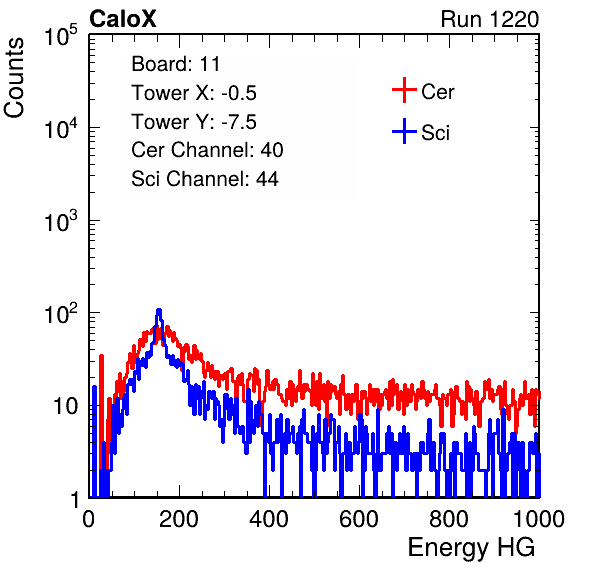 CaloX Run 1220
Counts
Board: 11
Tower X: -0.5
Tower Y: -7.5
Cer Channel: 40
Sci Channel: 44
Cer
Sci
10^5
10^4
10^3
10^2
10
1
0 200 400 600 800 1000
Energy HG